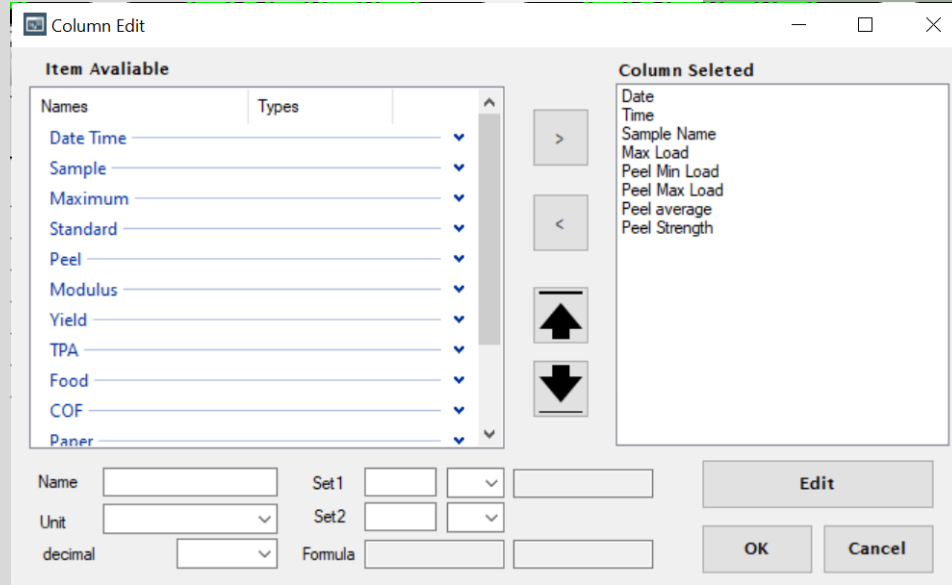 Column Edit
Item Avaliable
Names Types
Date Time
Sample
Maximum
Standard
Peel
Modulus
Yield
TPA
Food
COF
Paper
>
<
Column Seleted
Date
Time
Sample Name
Max Load
Peel Min Load
Peel Max Load
Peel average
Peel Strength
Name
Unit
decimal
Set1
Set2
Formula
Edit
OK Cancel